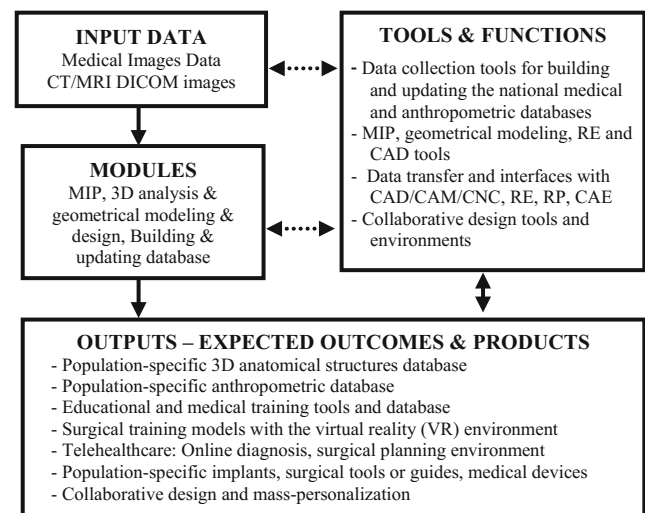 INPUT DATA
Medical Images Data
CT/MRI DICOM images
MODULES
MIP, 3D analysis &
geometrical modeling &
design, Building &
updating database
TOOLS & FUNCTIONS
- Data collection tools for building
and updating the national medical
and anthropometric databases
- MIP, geometrical modeling, RE and
CAD tools
- Data transfer and interfaces with
CAD/CAM/CNC, RE, RP, CAE
- Collaborative design tools and
environments
OUTPUTS – EXPECTED OUTCOMES & PRODUCTS
- Population-specific 3D anatomical structures database
- Population-specific anthropometric database
- Educational and medical training tools and database
- Surgical training models with the virtual reality (VR) environment
- Telehealthcare: Online diagnosis, surgical planning environment
- Population-specific implants, surgical tools or guides, medical devices
- Collaborative design and mass-personalization